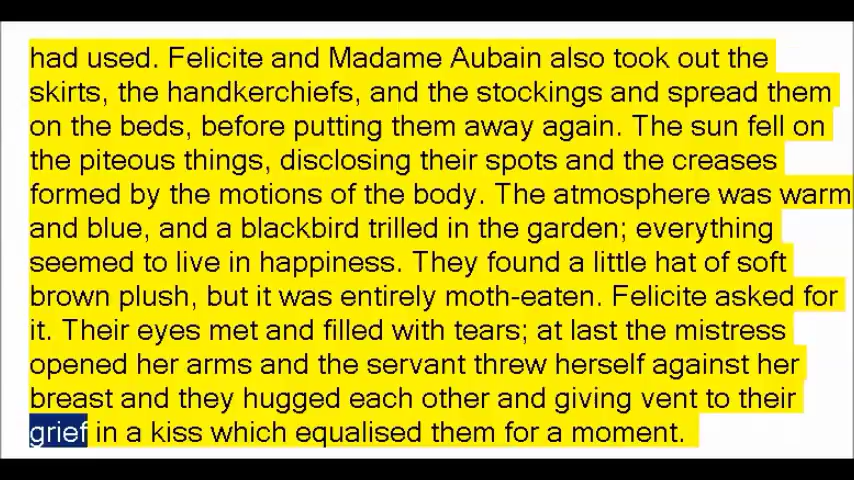 had used. Felicite and Madame Aubain also took out the
skirts, the handkerchiefs, and the stockings and spread them
on the beds, before putting them away again. The sun fell on
the piteous things, disclosing their spots and the creases
formed by the motions of the body. The atmosphere was warm
and blue, and a blackbird trilled in the garden; everything
seemed to live in happiness. They found a little hat of soft
brown plush, but it was entirely moth-eaten. Felicite asked for
it. Their eyes met and filled with tears; at last the mistress
opened her arms and the servant threw herself against her
breast and they hugged each other and giving vent to their
grief in a kiss which equalised them for a moment.